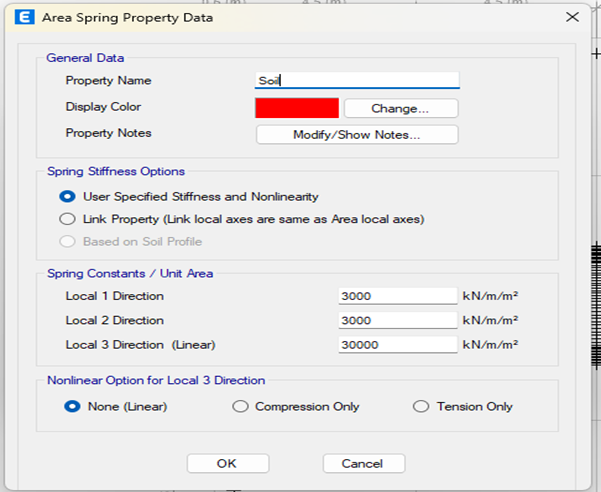 E Area Spring Property Data
General Data
Property Name Soil
Display Color Change...
Property Notes Modify/Show Notes...
Spring Stiffness Options
User Specified Stiffness and Nonlinearity
Link Property (Link local axes are same as Area local axes)
Based on Soil Profile
Spring Constants / Unit Area
Local 1 Direction 3000 kN/m/m²
Local 2 Direction 3000 kN/m/m²
Local 3 Direction (Linear) 30000 kN/m/m²
Nonlinear Option for Local 3 Direction
None (Linear) Compression Only Tension Only
OK Cancel